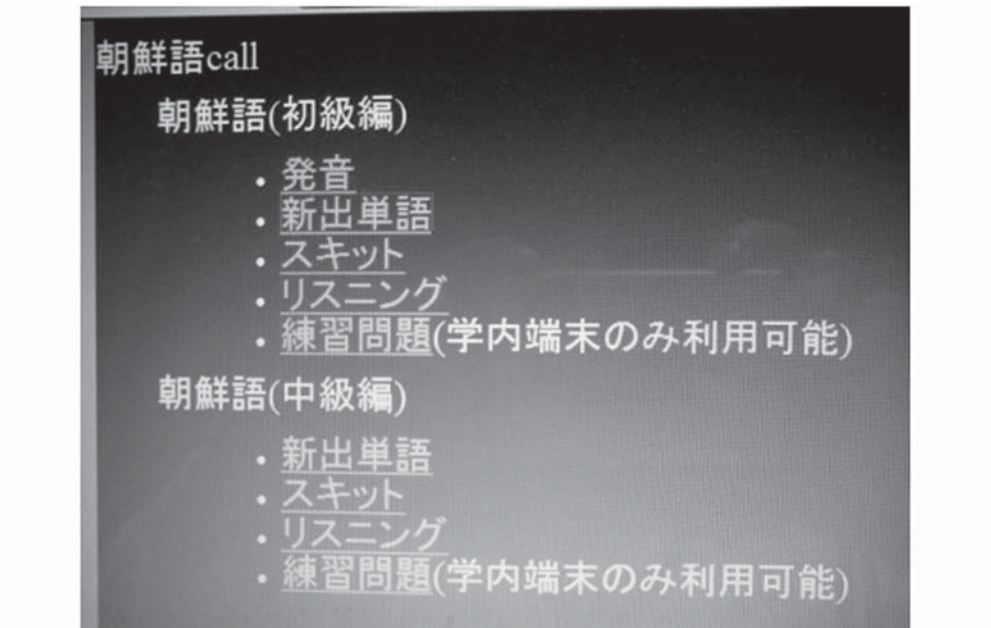 朝鮮語call
朝鮮語(初級編)
• 発音
• 新出単語
• スキット
• リスニング
• 練習問題(学内端末のみ利用可能)
朝鮮語(中級編)
• 新出単語
• スキット
• リスニング
• 練習問題(学内端末のみ利用可能)